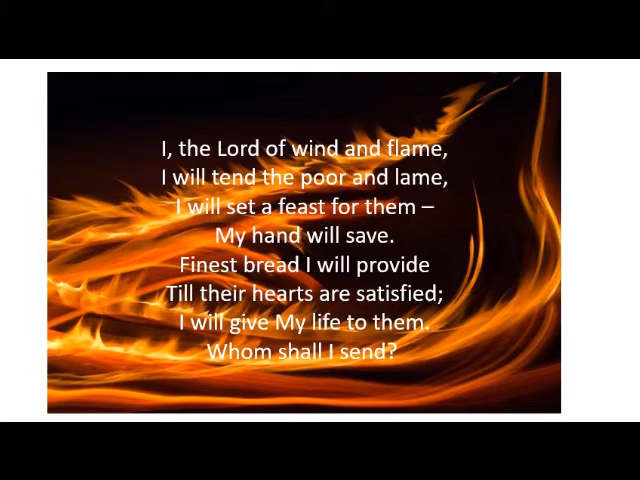 I, the Lord of wind and flame,
I will tend the poor and lame,
I will set a feast for them –
My hand will save.
Finest bread I will provide
Till their hearts are satisfied;
I will give My life to them.
Whom shall I send?